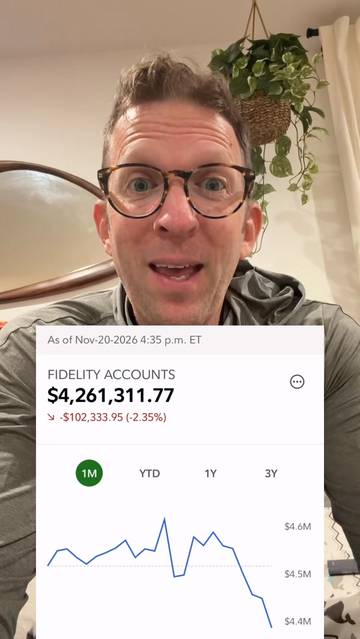 As of Nov-20-2026 4:35 p.m. ET
FIDELITY ACCOUNTS
$4,261,311.77
↘ -$102,333.95 (-2.35%)
1M YTD 1Y 3Y
$4.6M
$4.5M
$4.4M